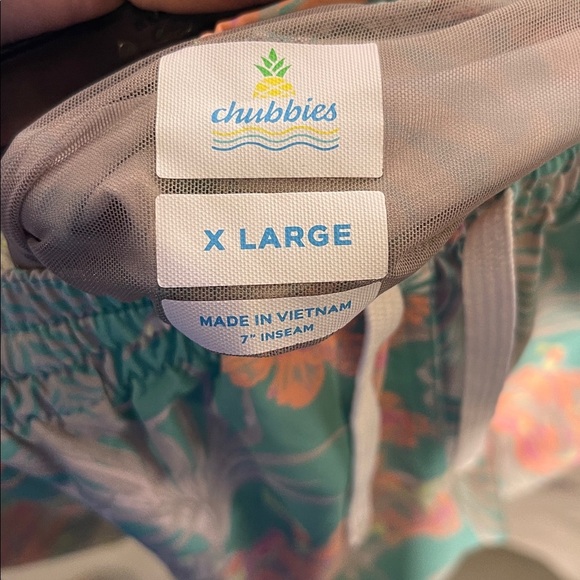 chubbies
X LARGE
MADE IN VIETNAM
7" INSEAM